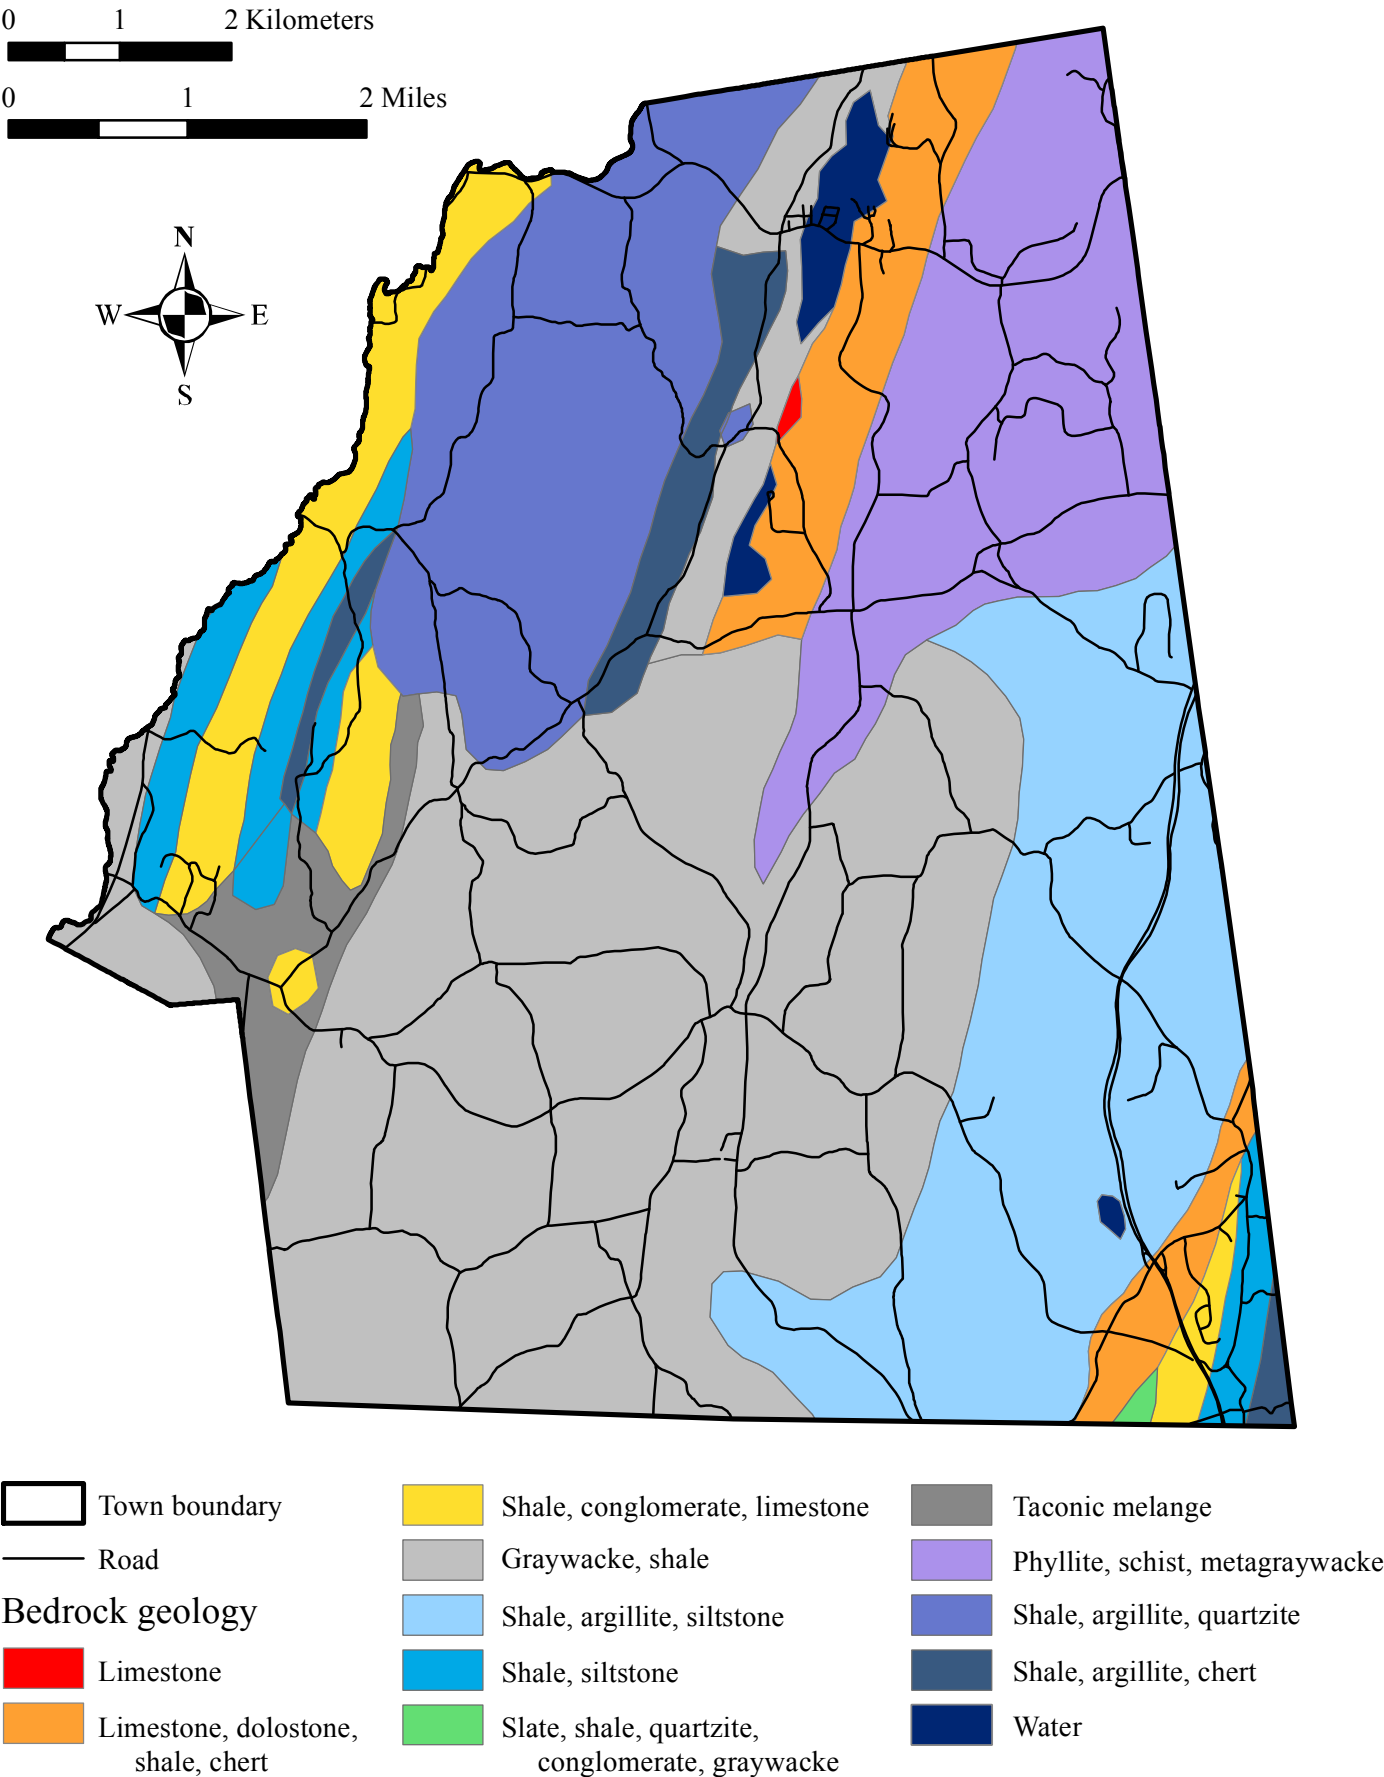 0 1 2 Kilometers
0 1 2 Miles
N
W E
S
Town boundary
Road
Bedrock geology
Limestone
Limestone, dolostone,
shale, chert
Shale, conglomerate, limestone
Graywacke, shale
Shale, argillite, siltstone
Shale, siltstone
Slate, shale, quartzite,
conglomerate, graywacke
Taconic melange
Phyllite, schist, metagraywacke
Shale, argillite, quartzite
Shale, argillite, chert
Water